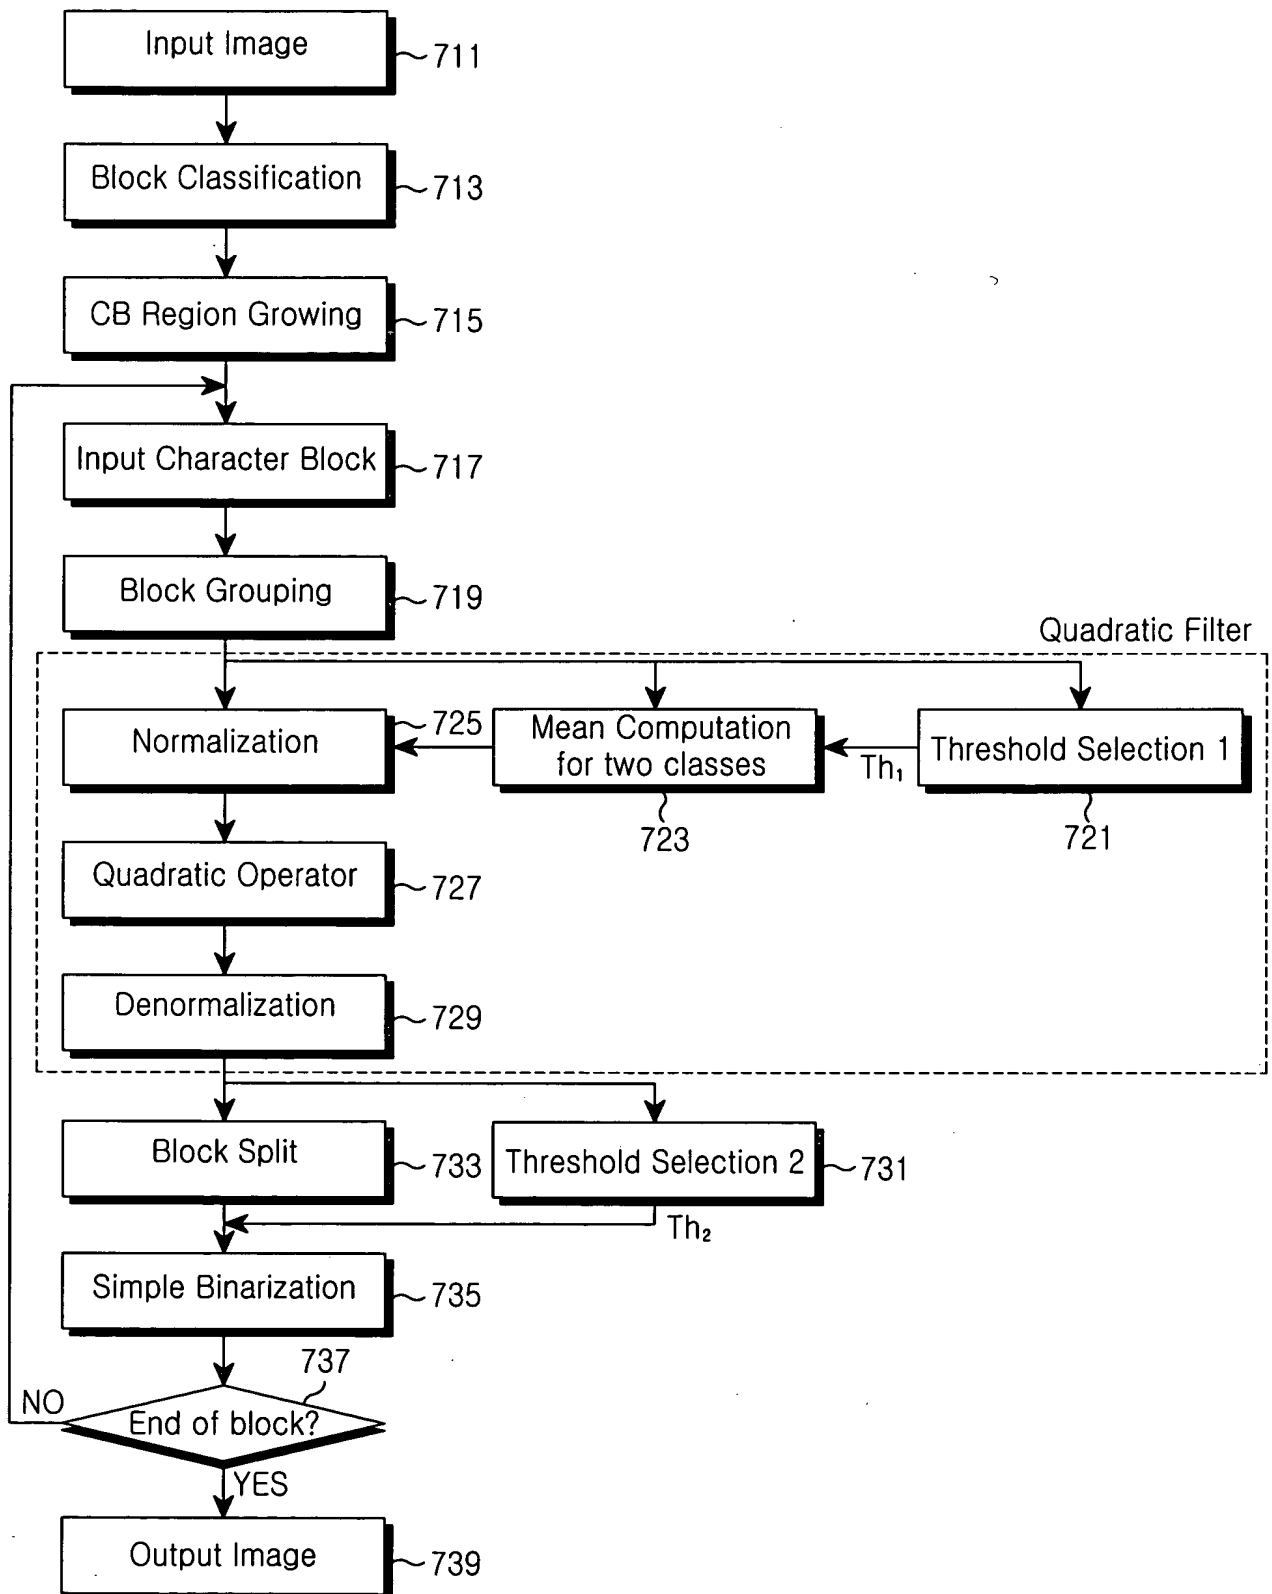 Input Image
711
Block Classification
713
CB Region Growing
715
Input Character Block
717
Block Grouping
719
Quadratic Filter
Normalization
725
Mean Computation
for two classes
723
Th₁
Threshold Selection 1
721
Quadratic Operator
727
Denormalization
729
Block Split
733
Threshold Selection 2
731
Th₂
Simple Binarization
735
737
NO
End of block?
YES
Output Image
739